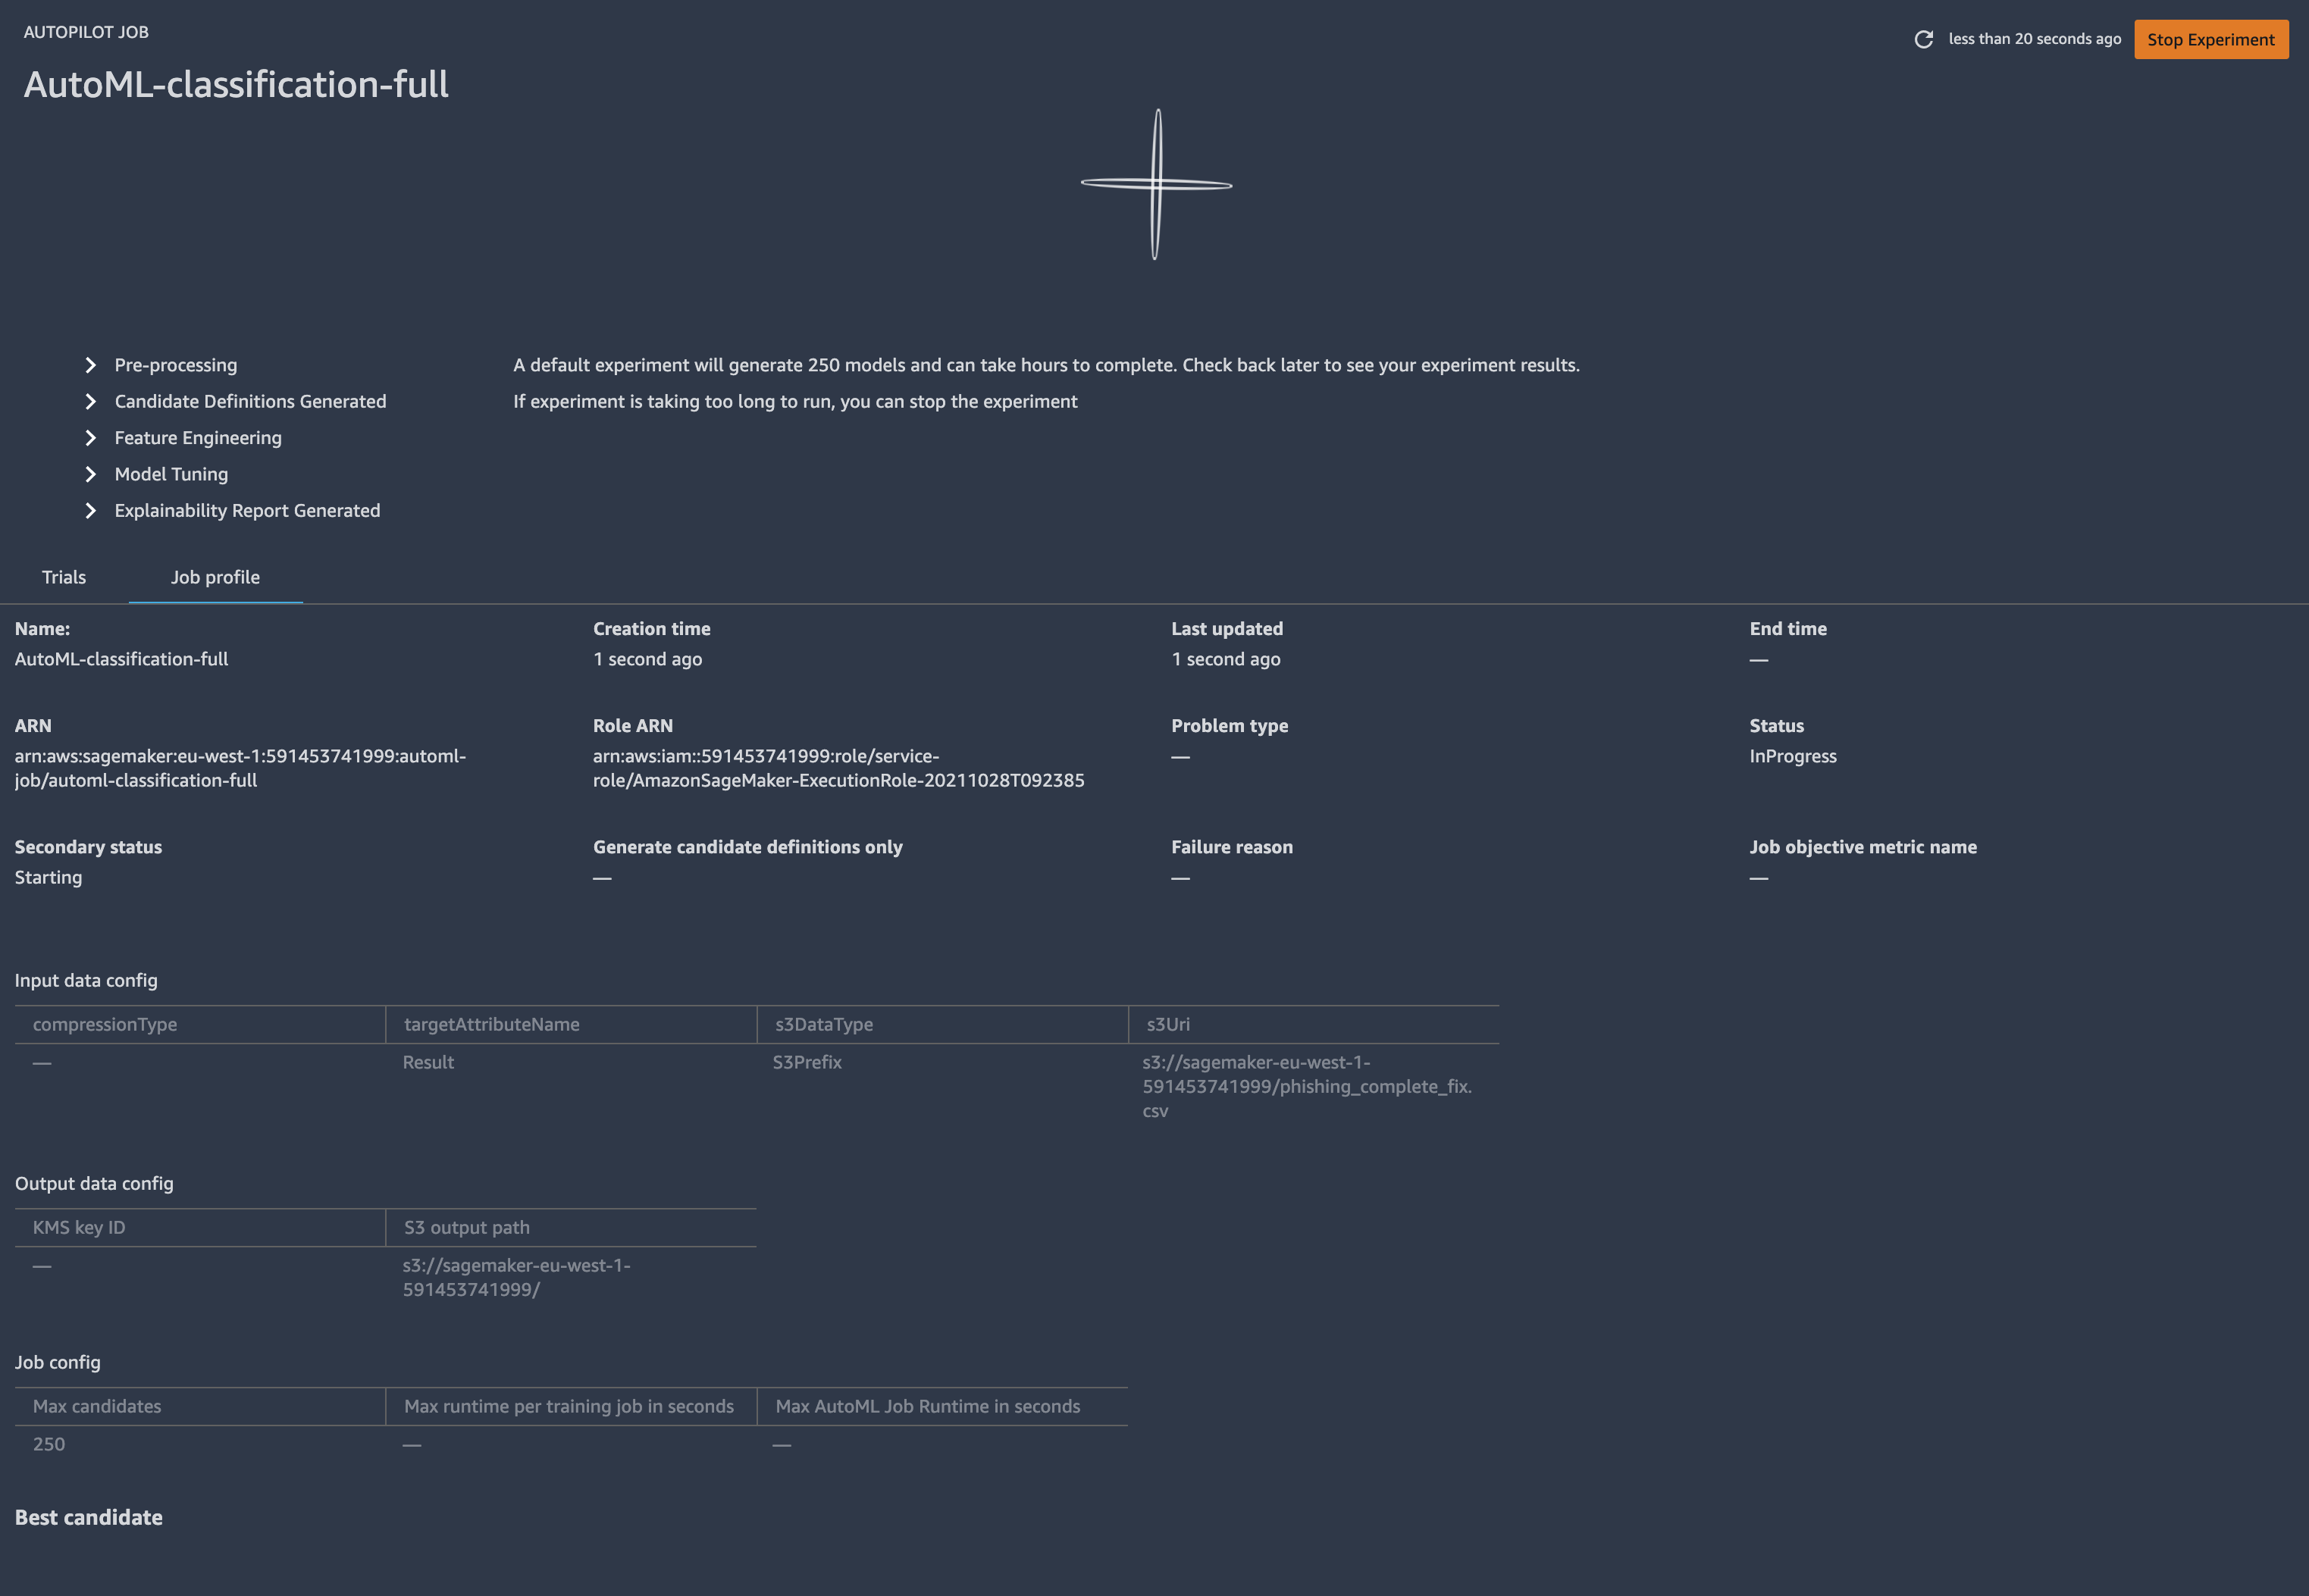 AUTOPILOT JOB
less than 20 seconds ago
Stop Experiment
AutoML-classification-full
Pre-processing
A default experiment will generate 250 models and can take hours to complete. Check back later to see your experiment results.
Candidate Definitions Generated
If experiment is taking too long to run, you can stop the experiment
Feature Engineering
Model Tuning
Explainability Report Generated
Trials
Job profile
Name:
AutoML-classification-full
Creation time
1 second ago
Last updated
1 second ago
End time
—
ARN
arn:aws:sagemaker:eu-west-1:591453741999:automl-
job/automl-classification-full
Role ARN
arn:aws:iam::591453741999:role/service-
role/AmazonSageMaker-ExecutionRole-20211028T092385
Problem type
—
Status
InProgress
Secondary status
Starting
Generate candidate definitions only
—
Failure reason
—
Job objective metric name
—
Input data config
compressionType
targetAttributeName
s3DataType
s3Uri
—
Result
S3Prefix
s3://sagemaker-eu-west-1-
591453741999/phishing_complete_fix.
csv
Output data config
KMS key ID
S3 output path
—
s3://sagemaker-eu-west-1-
591453741999/
Job config
Max candidates
Max runtime per training job in seconds
Max AutoML Job Runtime in seconds
250
—
—
Best candidate